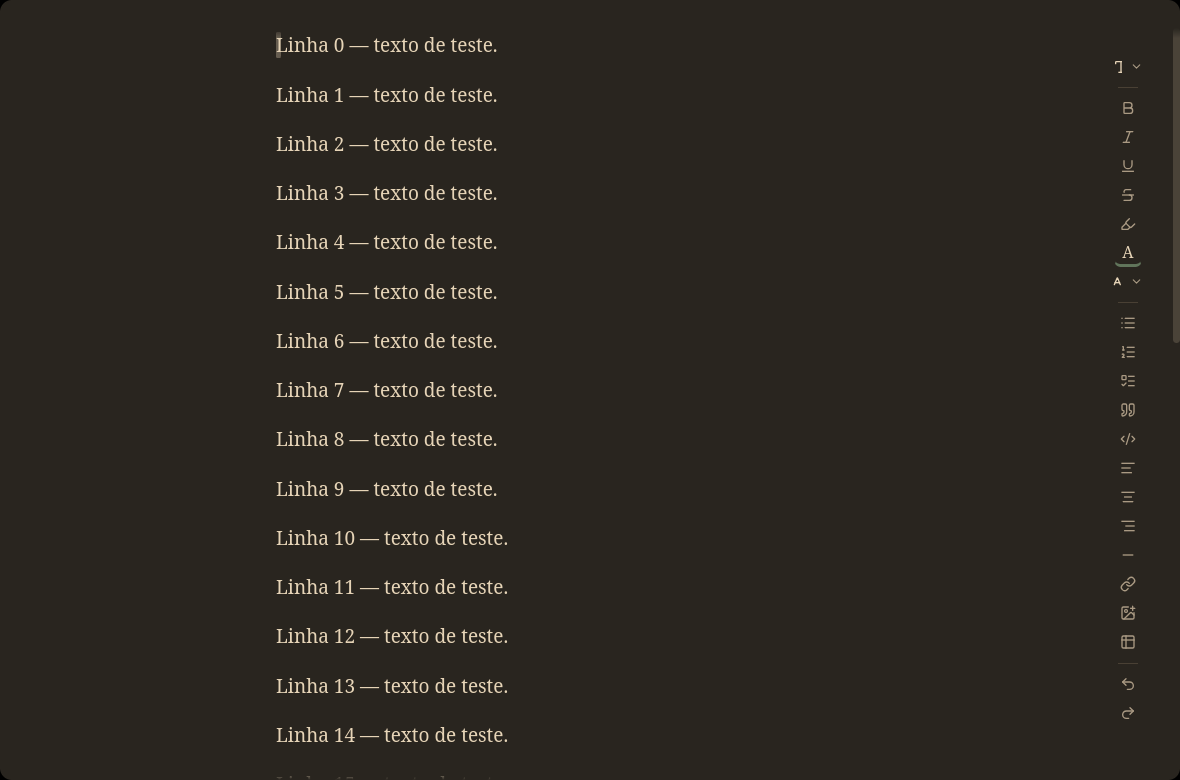 Linha 0 — texto de teste.
Linha 1 — texto de teste.
Linha 2 — texto de teste.
Linha 3 — texto de teste.
Linha 4 — texto de teste.
Linha 5 — texto de teste.
Linha 6 — texto de teste.
Linha 7 — texto de teste.
Linha 8 — texto de teste.
Linha 9 — texto de teste.
Linha 10 — texto de teste.
Linha 11 — texto de teste.
Linha 12 — texto de teste.
Linha 13 — texto de teste.
Linha 14 — texto de teste.